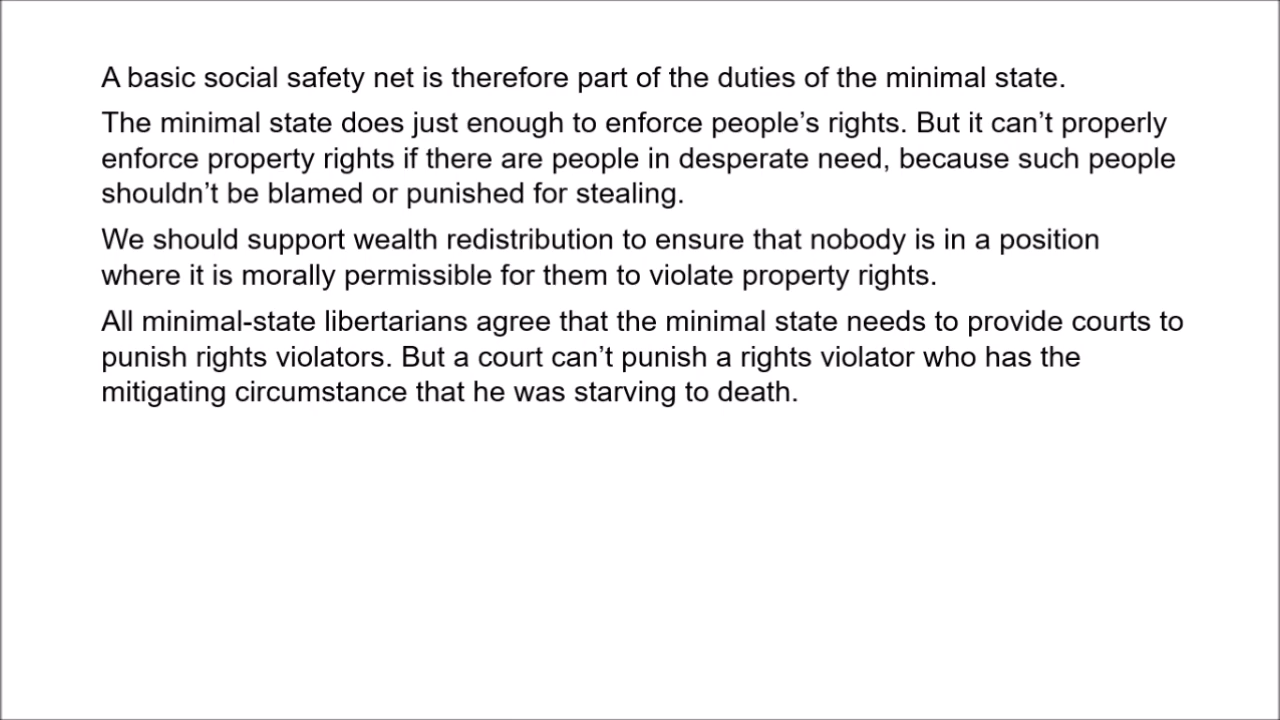 A basic social safety net is therefore part of the duties of the minimal state.
The minimal state does just enough to enforce people’s rights. But it can’t properly
enforce property rights if there are people in desperate need, because such people
shouldn’t be blamed or punished for stealing.
We should support wealth redistribution to ensure that nobody is in a position
where it is morally permissible for them to violate property rights.
All minimal-state libertarians agree that the minimal state needs to provide courts to
punish rights violators. But a court can’t punish a rights violator who has the
mitigating circumstance that he was starving to death.